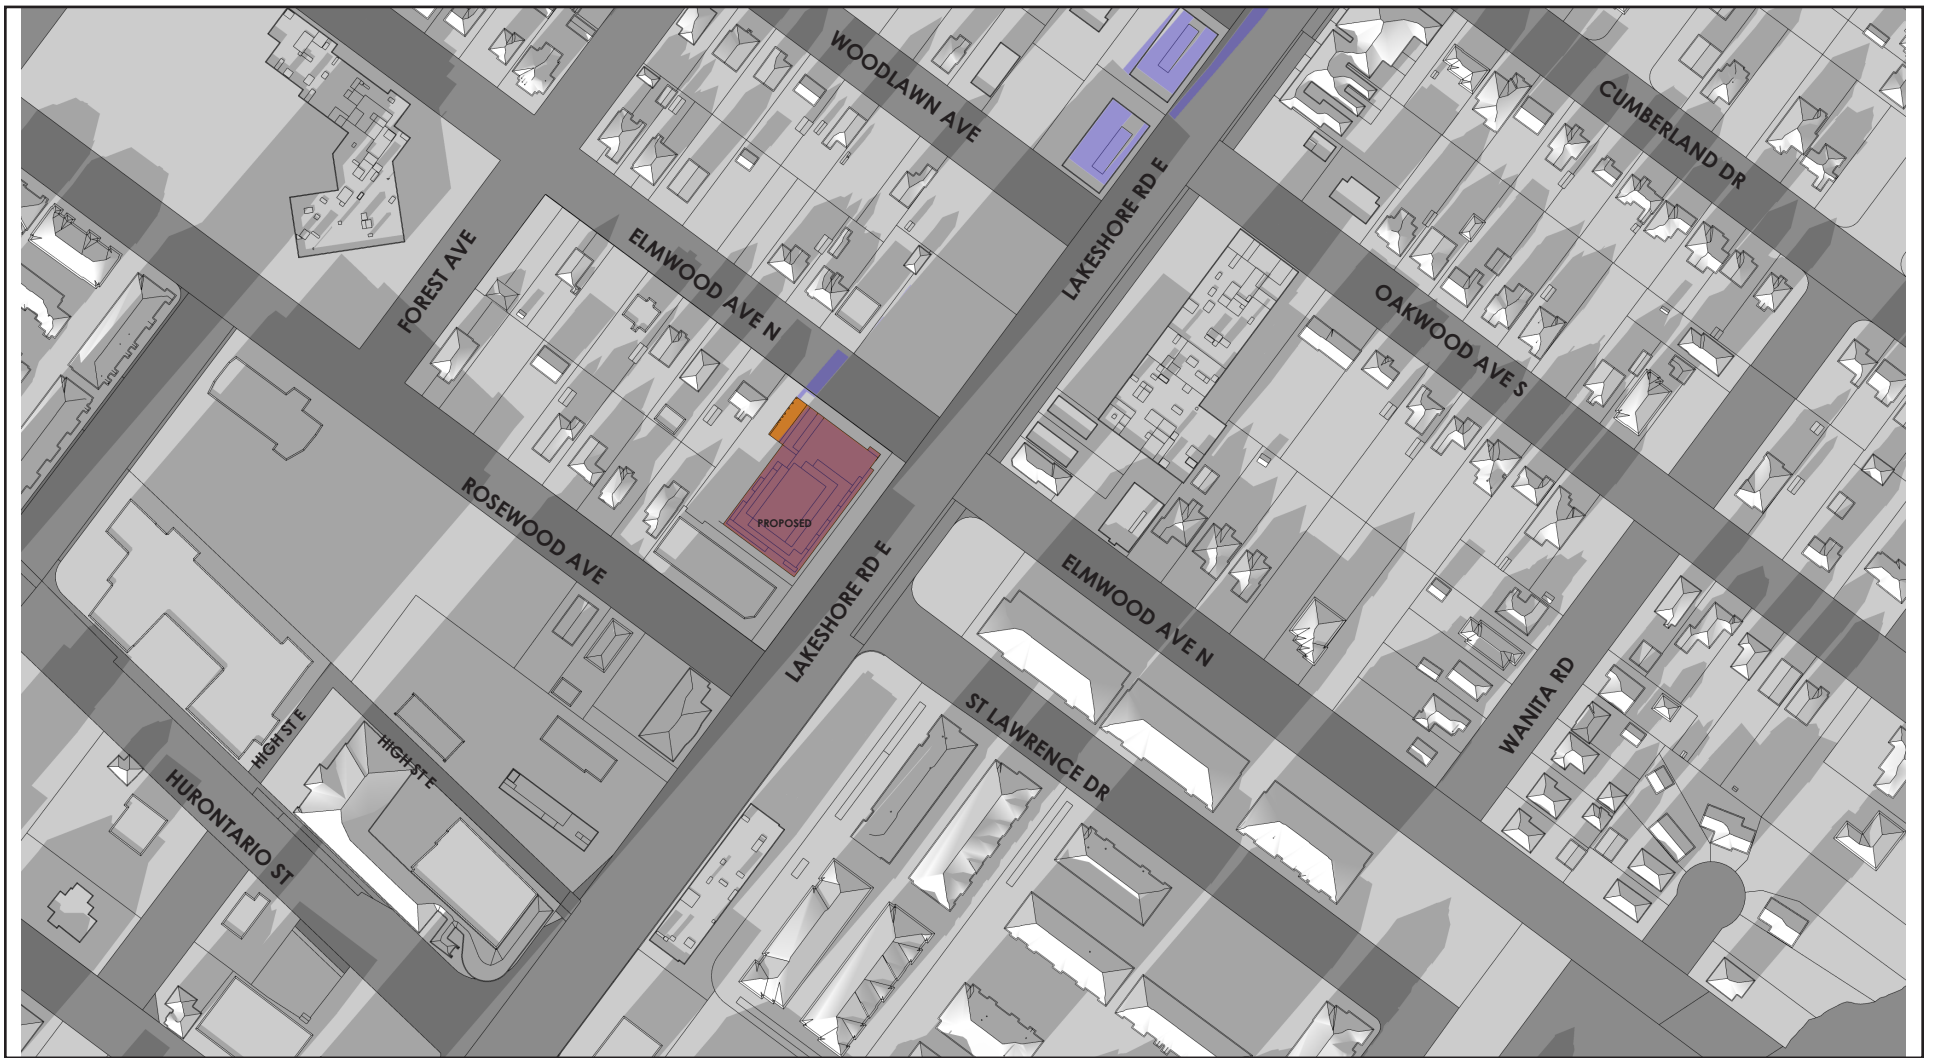 WOODLAWN AVE
CUMBERLAND DR
LAKESHORE RD E
FOREST AVE
ELMWOOD AVE N
OAKWOOD AVE S
ROSEWOOD AVE
PROPOSED
LAKESHORE RD E
ELMWOOD AVE N
ST LAWRENCE DR
WANITA RD
HIGH ST E
HIGH ST E
HURONTARIO ST